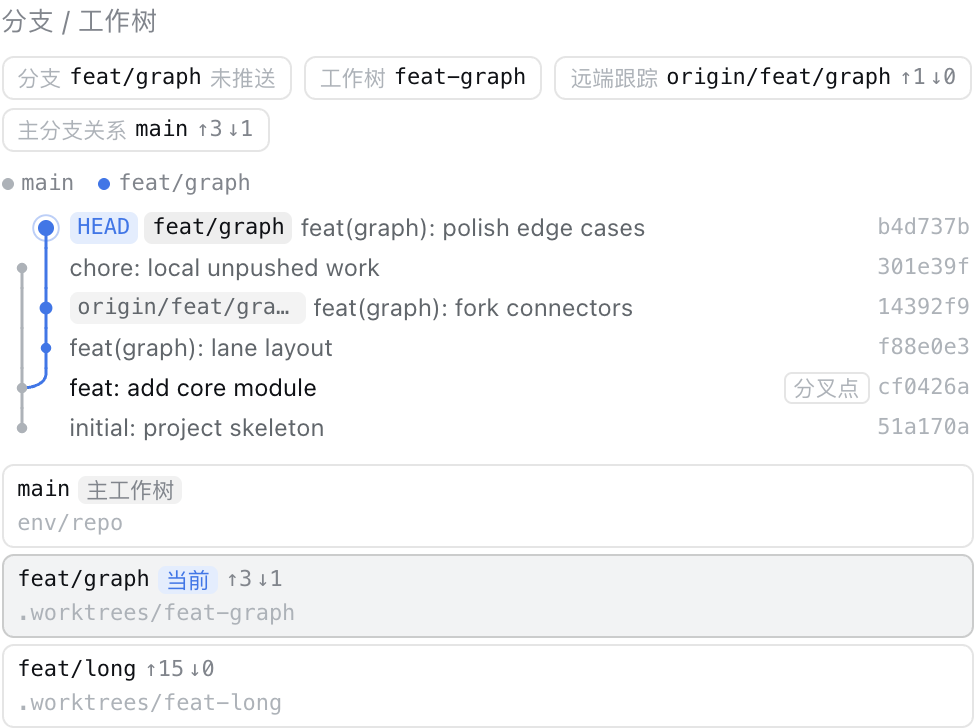 分支 / 工作树
分支 feat/graph 未推送 工作树 feat-graph 远端跟踪 origin/feat/graph ↑1↓0
主分支关系 main ↑3↓1
main feat/graph
HEAD feat/graph feat(graph): polish edge cases b4d737b
chore: local unpushed work 301e39f
origin/feat/gra… feat(graph): fork connectors 14392f9
feat(graph): lane layout f88e0e3
feat: add core module 分叉点 cf0426a
initial: project skeleton 51a170a
main 主工作树
env/repo
feat/graph 当前 ↑3↓1
.worktrees/feat-graph
feat/long ↑15↓0
.worktrees/feat-long